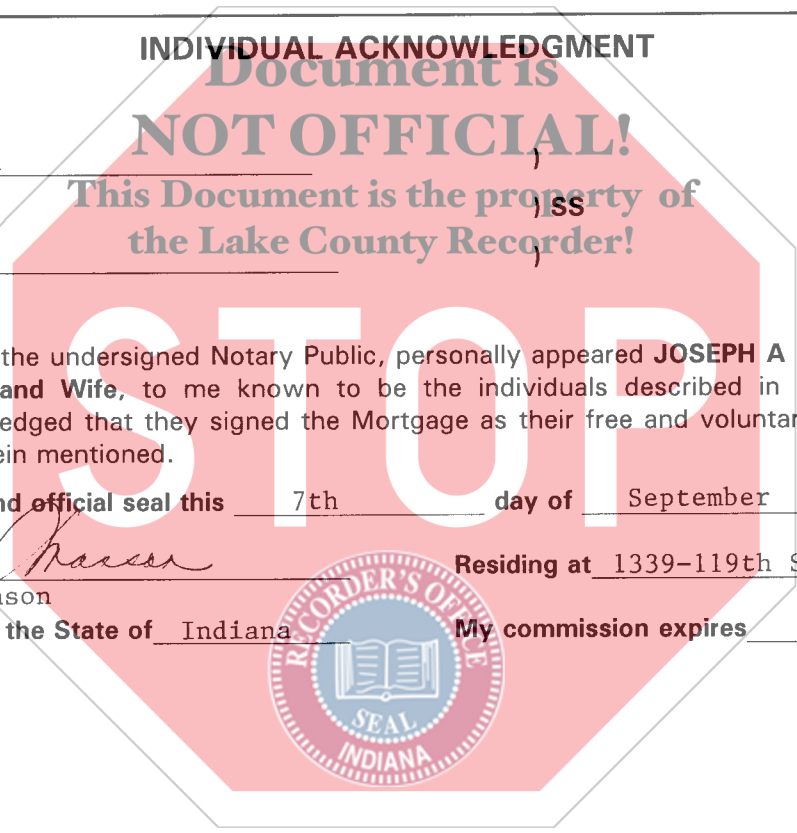 INDIVIDUAL ACKNOWLEDGMENT
Document is
NOT OFFICIAL!
)
This Document is the property of
) SS
the Lake County Recorder!
)
STOP
the undersigned Notary Public, personally appeared JOSEPH A
and Wife, to me known to be the individuals described in
edged that they signed the Mortgage as their free and voluntar
ein mentioned.
nd official seal this 7th day of September
Residing at 1339-119th S
son
the State of Indiana My commission expires
RECORDER'S OFFICE
SEAL
INDIANA